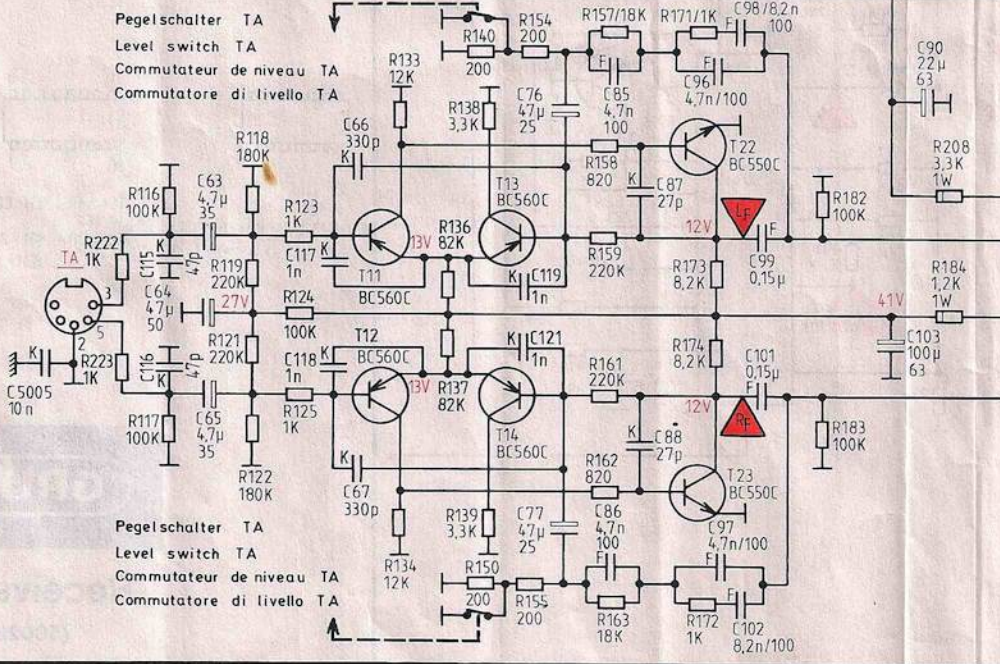 Pegelschalter TA
Level switch TA
Commutateur de niveau TA
Commutatore di livello TA
R140
200
R154
200
R157/18K
F
C85
4,7n
100
R171/1K
F
C98/8,2n
100
F
C96
4,7n/100
C90
22µ
63
R133
12K
R138
3,3K
C76
47µ
25
C66
330p
K
R158
820
T22
BC550C
K
C87
27p
R208
3,3K
1W
R118
180K
R116
100K
C63
4,7µ
35
R123
1K
T13
BC560C
R136
82K
13V
T11
BC560C
C117
1n
K
K
C119
1n
R159
220K
12V
LF
F
C99
0,15µ
R182
100K
R222
1K
TA
3
5
2
K
C115
47p
R119
220K
C64
47µ
50
27V
R124
100K
R173
8,2K
41V
R184
1,2K
1W
C103
100µ
63
K
C5005
10n
R223
1K
K
C116
47p
R121
220K
C118
1n
K
T12
BC560C
13V
R137
82K
K
C121
1n
R161
220K
R174
8,2K
C101
0,15µ
F
12V
RF
R183
100K
R117
100K
C65
4,7µ
35
R125
1K
R122
180K
T14
BC560C
K
C67
330p
R162
820
K
C88
27p
T23
BC550C
R134
12K
R139
3,3K
C77
47µ
25
C86
4,7n
100
F
C97
4,7n/100
F
Pegelschalter TA
Level switch TA
Commutateur de niveau TA
Commutatore di livello TA
R150
200
R155
200
R163
18K
R172
1K
F
C102
8,2n/100